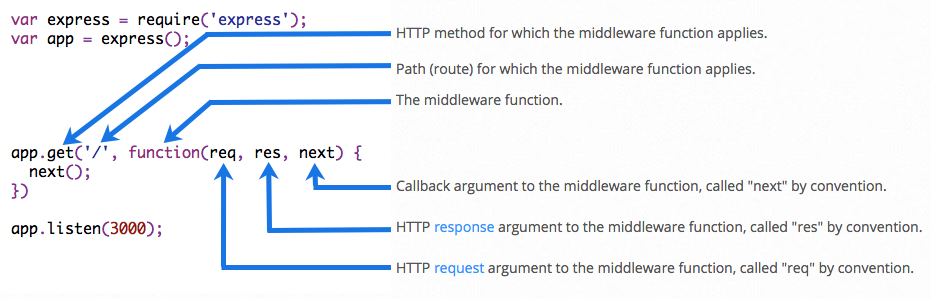 var express = require('express');
var app = express();
HTTP method for which the middleware function applies.
Path (route) for which the middleware function applies.
The middleware function.
app.get('/', function(req, res, next) {
  next();
})
Callback argument to the middleware function, called "next" by convention.
app.listen(3000);
HTTP response argument to the middleware function, called "res" by convention.
HTTP request argument to the middleware function, called "req" by convention.